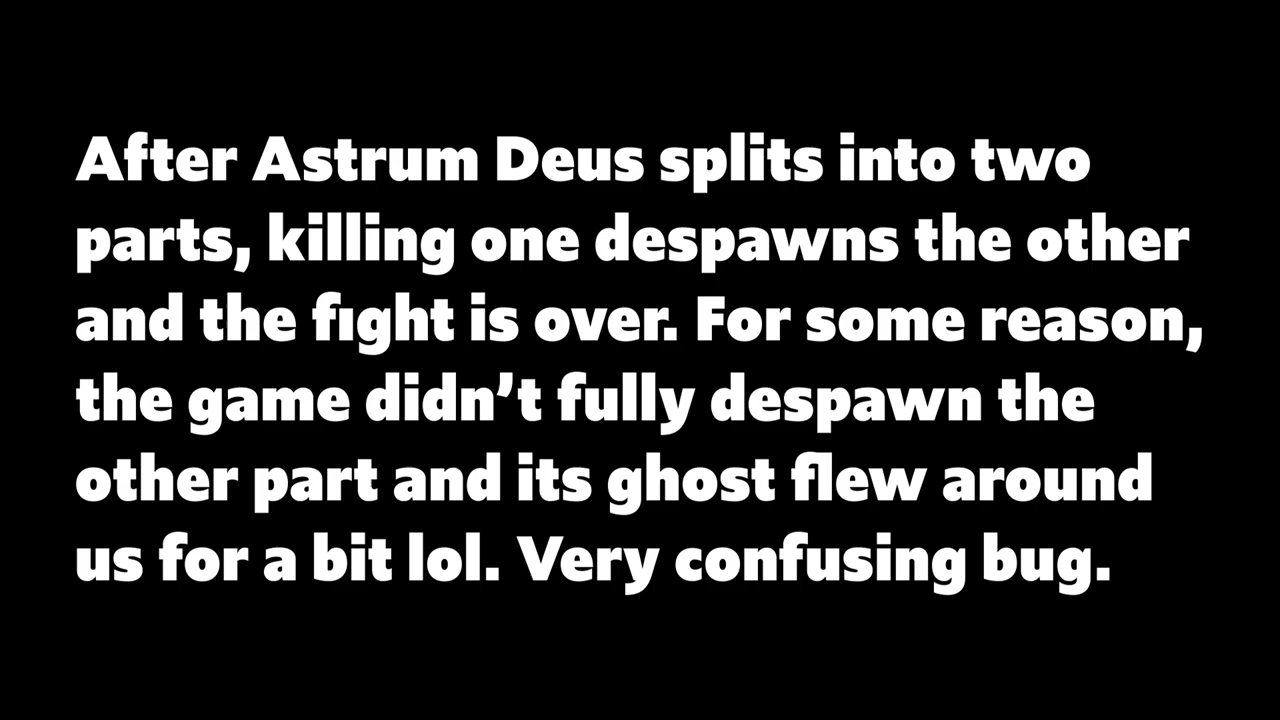 After Astrum Deus splits into two
parts, killing one despawns the other
and the fight is over. For some reason,
the game didn’t fully despawn the
other part and its ghost flew around
us for a bit lol. Very confusing bug.